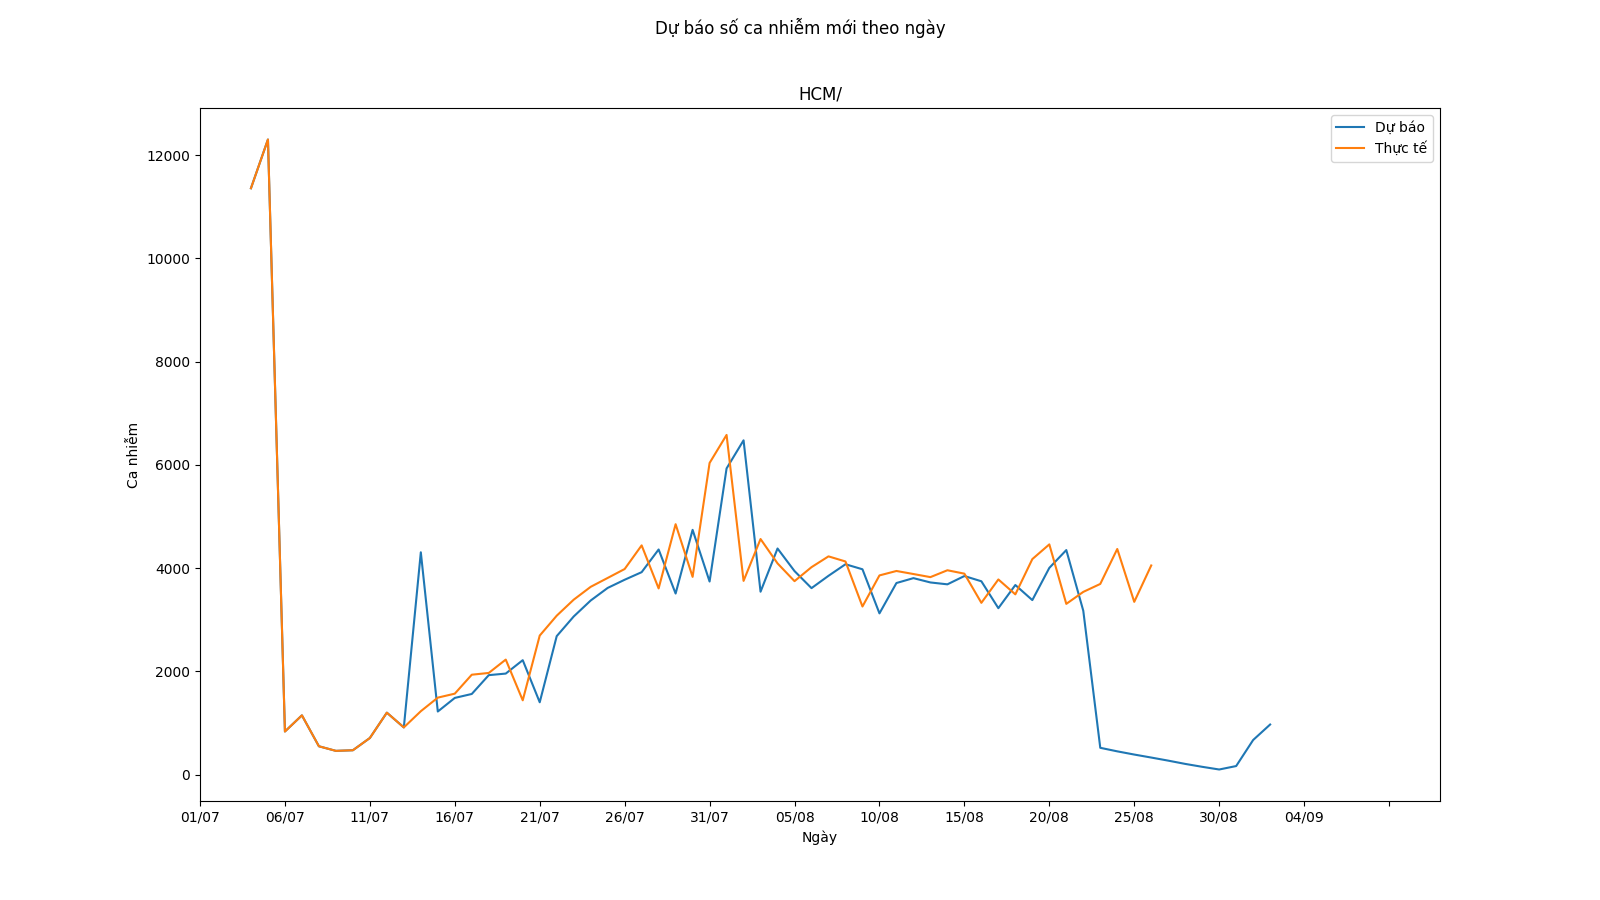 Dự báo số ca nhiễm mới theo ngày
HCM/
Dự báo
Thực tế
12000
10000
8000
6000
4000
2000
0
Ca nhiễm
01/07 06/07 11/07 16/07 21/07 26/07 31/07 05/08 10/08 15/08 20/08 25/08 30/08 04/09
Ngày